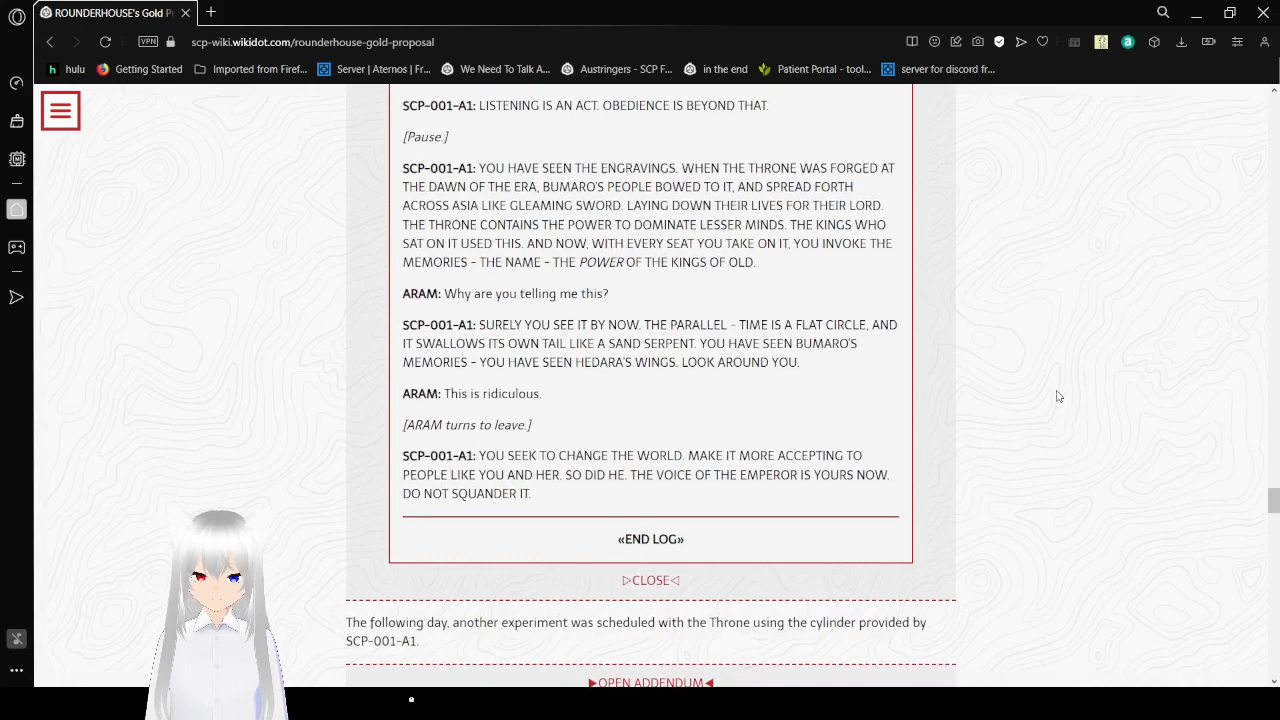 ROUNDERHOUSE's Gold Pr
VPN
scp-wiki.wikidot.com/rounderhouse-gold-proposal
hulu
Getting Started
Imported from Firef...
Server | Aternos | Fr...
We Need To Talk A...
Austringers - SCP F...
in the end
Patient Portal - tool...
server for discord fr...
SCP-001-A1: LISTENING IS AN ACT. OBEDIENCE IS BEYOND THAT.
[Pause.]
SCP-001-A1: YOU HAVE SEEN THE ENGRAVINGS. WHEN THE THRONE WAS FORGED AT
THE DAWN OF THE ERA, BUMARO'S PEOPLE BOWED TO IT, AND SPREAD FORTH
ACROSS ASIA LIKE GLEAMING SWORD. LAYING DOWN THEIR LIVES FOR THEIR LORD.
THE THRONE CONTAINS THE POWER TO DOMINATE LESSER MINDS. THE KINGS WHO
SAT ON IT USED THIS. AND NOW, WITH EVERY SEAT YOU TAKE ON IT, YOU INVOKE THE
MEMORIES - THE NAME - THE POWER OF THE KINGS OF OLD.
ARAM: Why are you telling me this?
SCP-001-A1: SURELY YOU SEE IT BY NOW. THE PARALLEL - TIME IS A FLAT CIRCLE, AND
IT SWALLOWS ITS OWN TAIL LIKE A SAND SERPENT. YOU HAVE SEEN BUMARO'S
MEMORIES - YOU HAVE SEEN HEDARA'S WINGS. LOOK AROUND YOU.
ARAM: This is ridiculous.
[ARAM turns to leave.]
SCP-001-A1: YOU SEEK TO CHANGE THE WORLD. MAKE IT MORE ACCEPTING TO
PEOPLE LIKE YOU AND HER. SO DID HE. THE VOICE OF THE EMPEROR IS YOURS NOW.
DO NOT SQUANDER IT.
«END LOG»
▷CLOSE◁
The following day, another experiment was scheduled with the Throne using the cylinder provided by
SCP-001-A1.
▶OPEN ADDENDUM◀